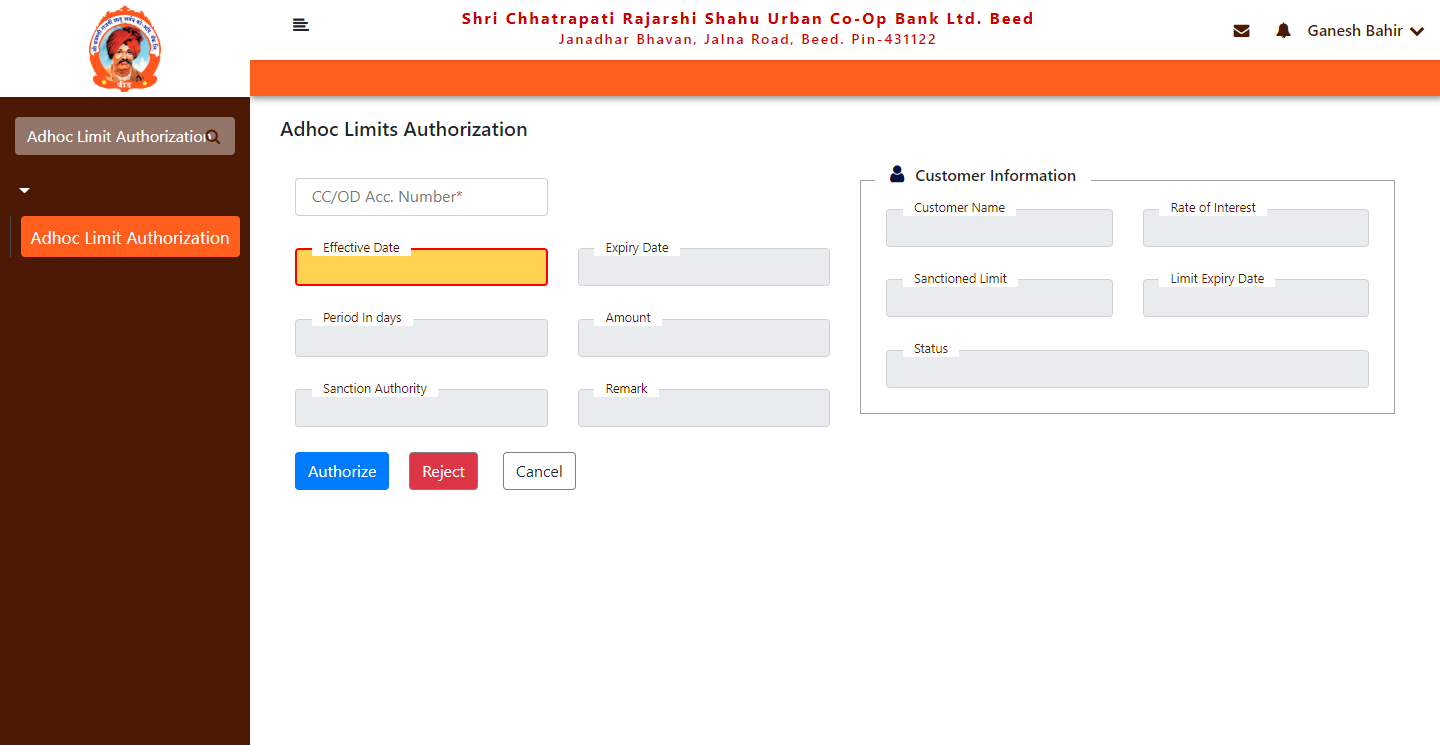 Shri Chhatrapati Rajarshi Shahu Urban Co-Op Bank Ltd. Beed
Janadhar Bhavan, Jalna Road, Beed. Pin-431122
Ganesh Bahir
बीड
Adhoc Limit Authorization
Adhoc Limit Authorization
Adhoc Limits Authorization
CC/OD Acc. Number*
Effective Date
Expiry Date
Period In days
Amount
Sanction Authority
Remark
Authorize
Reject
Cancel
Customer Information
Customer Name
Rate of Interest
Sanctioned Limit
Limit Expiry Date
Status